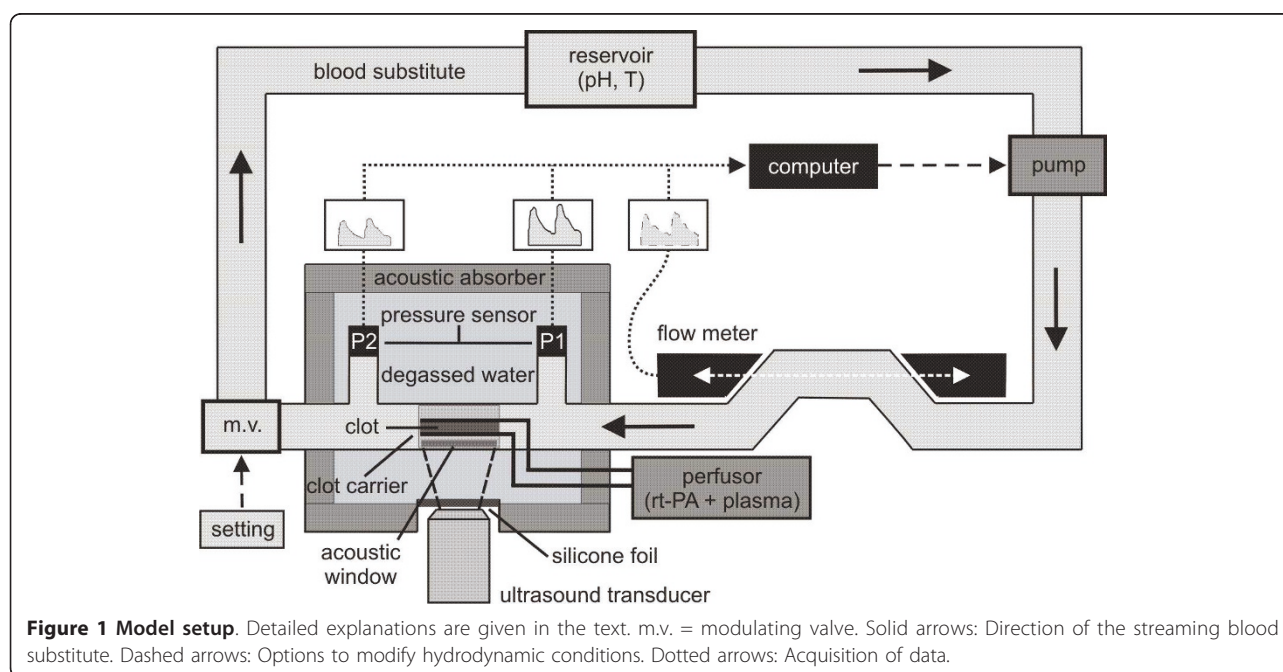 reservoir
(pH, T)
blood substitute
computer
pump
acoustic absorber
pressure sensor
P2
P1
flow meter
degassed water
m.v.
clot
clot carrier
perfusor
(rt-PA + plasma)
setting
acoustic
window
silicone foil
ultrasound transducer
Figure 1 Model setup. Detailed explanations are given in the text. m.v. = modulating valve. Solid arrows: Direction of the streaming blood
substitute. Dashed arrows: Options to modify hydrodynamic conditions. Dotted arrows: Acquisition of data.